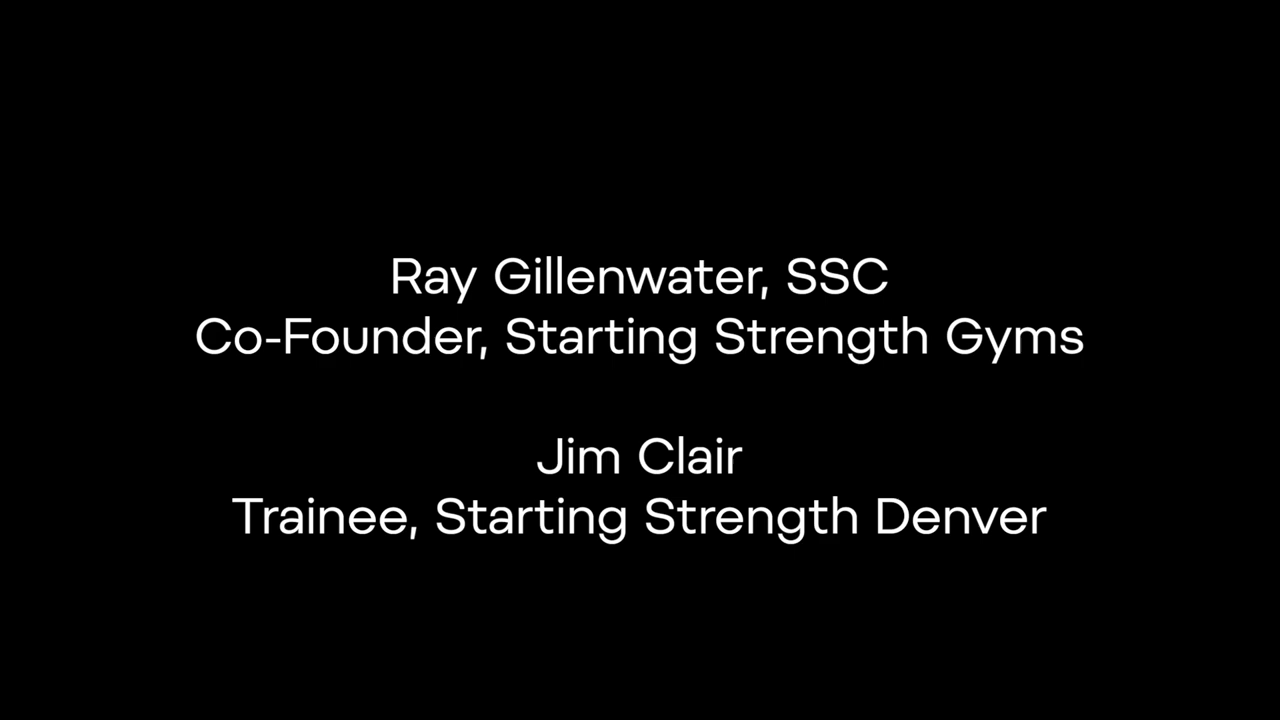 Ray Gillenwater, SSC
Co-Founder, Starting Strength Gyms
Jim Clair
Trainee, Starting Strength Denver